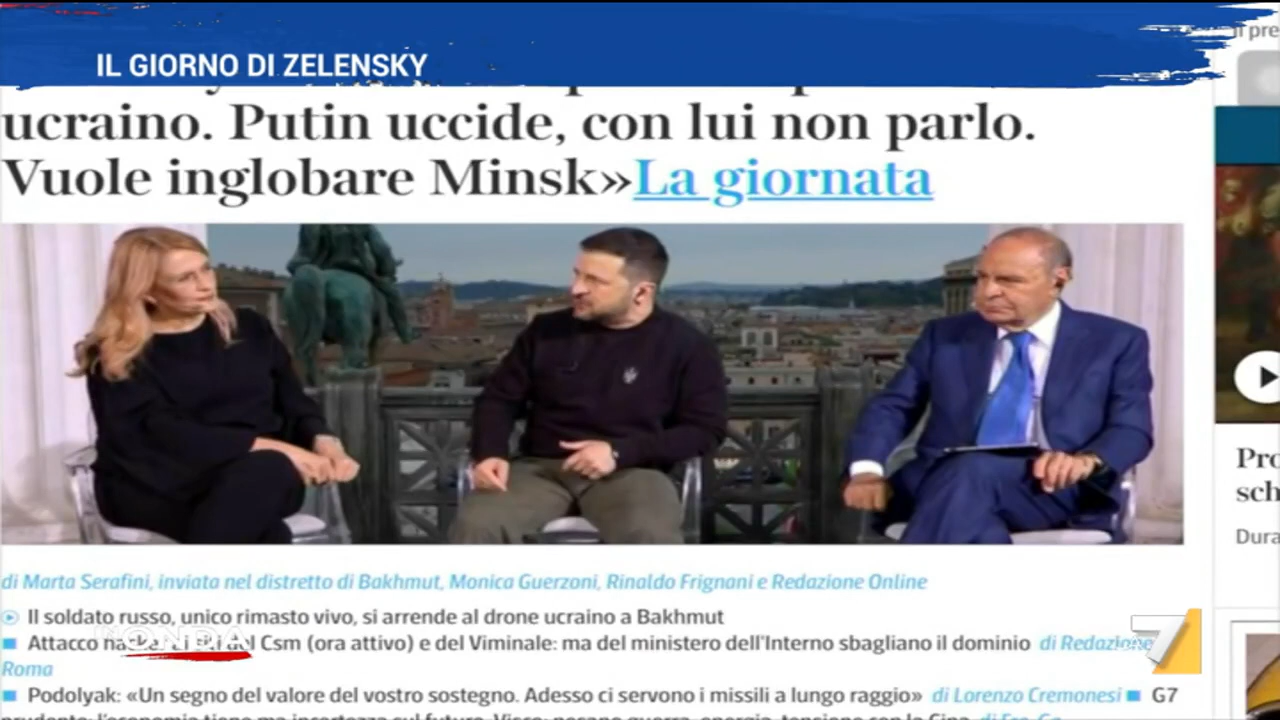 IL GIORNO DI ZELENSKY
ucraino. Putin uccide, con lui non parlo.
Vuole inglobare Minsk»La giornata
di Marta Serafini, inviata nel distretto di Bakhmut, Monica Guerzoni, Rinaldo Frignani e Redazione Online
Il soldato russo, unico rimasto vivo, si arrende al drone ucraino a Bakhmut
Attacco Csm (ora attivo) e del Viminale: ma del ministero dell'Interno sbagliano il dominio di Redazione
Roma
Podolyak: «Un segno del valore del vostro sostegno. Adesso ci servono i missili a lungo raggio» di Lorenzo Cremonesi G7
Pro
sch
Dura
ONDA
7